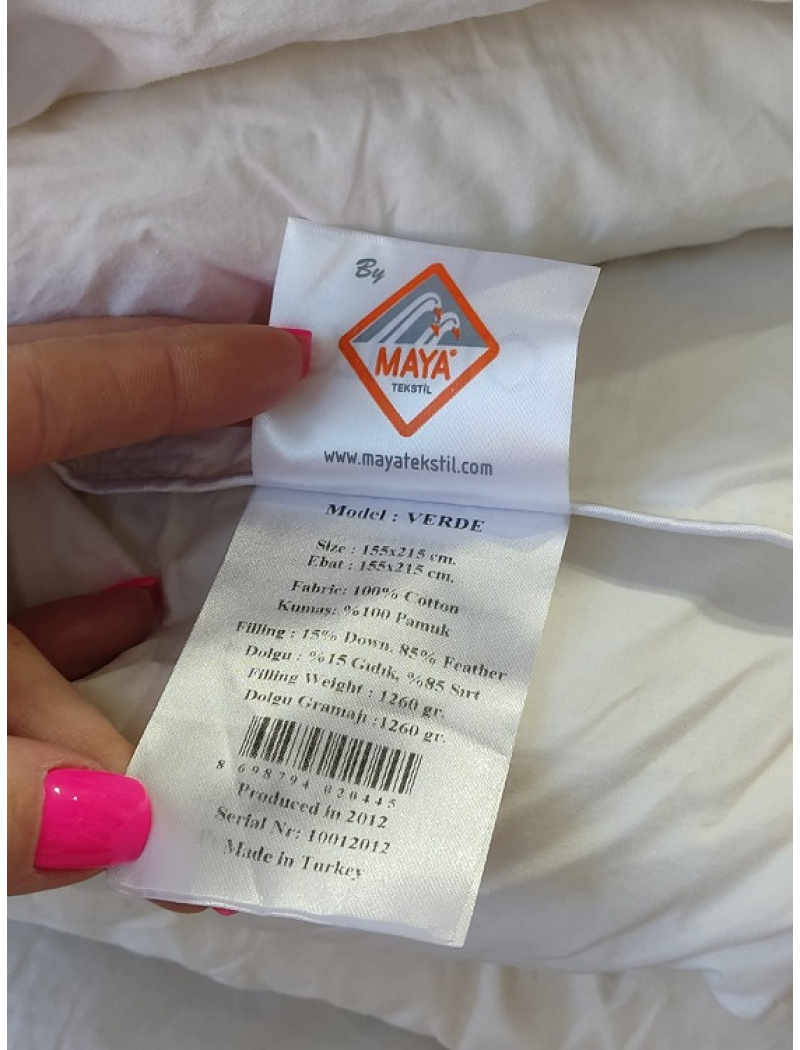 By
MAYA
TEKSTİL
www.mayatekstil.com
Model : VERDE
Size : 155x215 cm.
Ebat : 155x215 cm.
Fabric: 100% Cotton
Kumaş: %100 Pamuk
Filling : 15% Down, 85% Feather
Dolgu : %15 Gıdık, %85 Sırt
Filling Weight : 1260 gr.
Dolgu Gramajı :1260 gr.
8 698794 020445
Produced in 2012
Serial Nr: 10012012
Made in Turkey